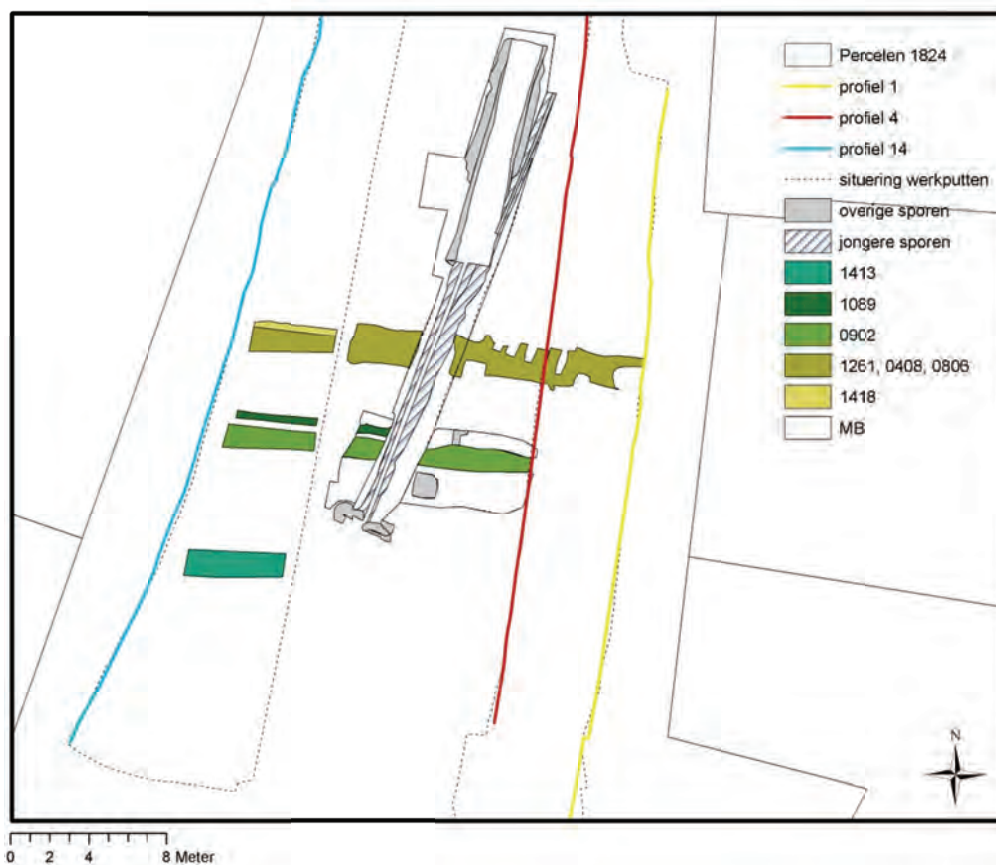 Percelen 1824
profiel 1
profiel 4
profiel 14
situering werkputten
overige sporen
jongere sporen
1413
1089
0902
1261, 0408, 0806
1418
MB
N
0 2 4 8 Meter